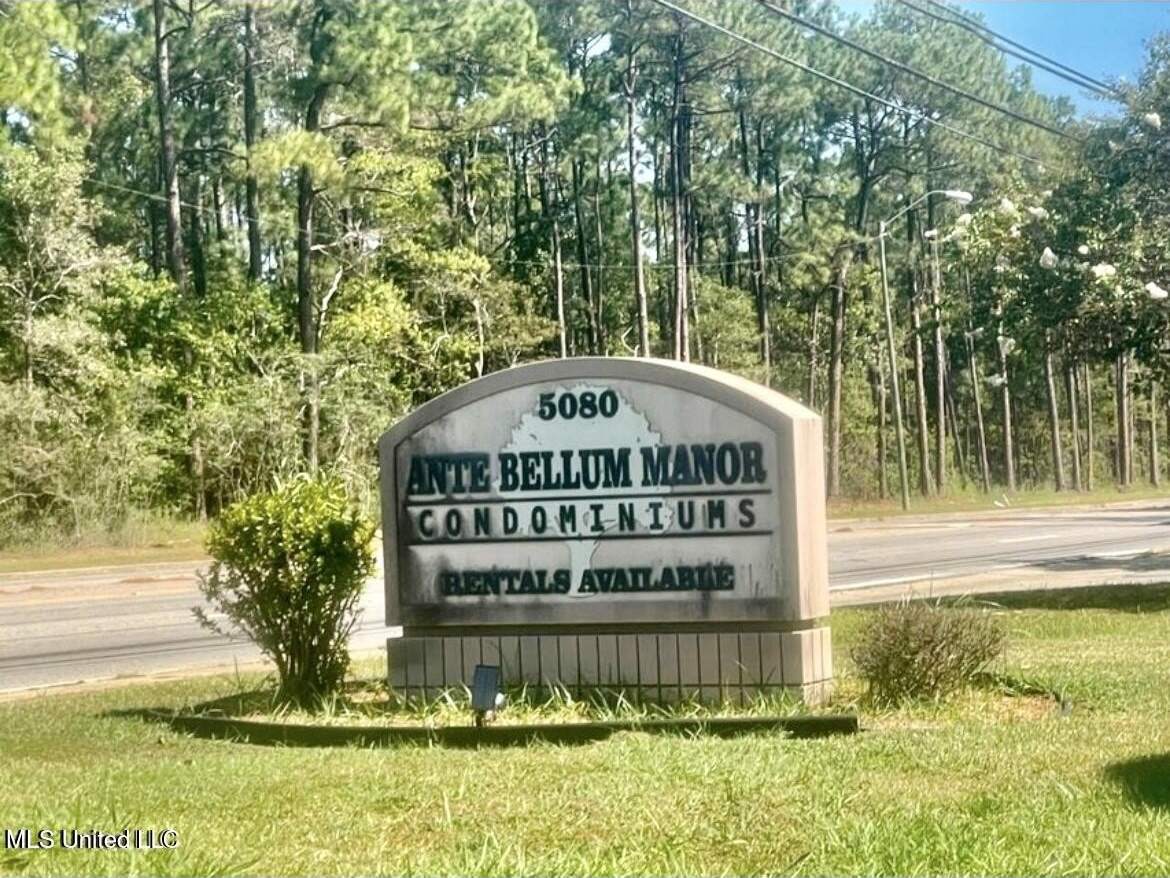 5080
ANTE BELLUM MANOR
CONDOMINIUMS
RENTALS AVAILABLE
MLS United LLC